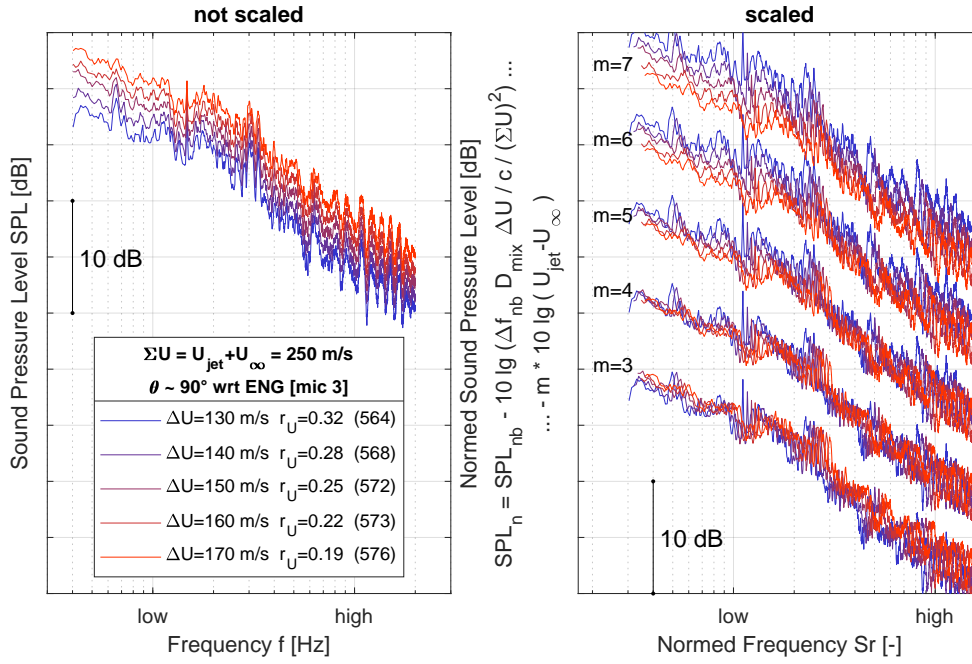 not scaled
Sound Pressure Level SPL [dB]
10 dB
ΣU = U_jet+U_∞ = 250 m/s
θ ~ 90° wrt ENG [mic 3]
ΔU=130 m/s r_U=0.32 (564)
ΔU=140 m/s r_U=0.28 (568)
ΔU=150 m/s r_U=0.25 (572)
ΔU=160 m/s r_U=0.22 (573)
ΔU=170 m/s r_U=0.19 (576)
low high
Frequency f [Hz]
scaled
Normed Sound Pressure Level [dB]
SPL_n = SPL_nb - 10 lg (Δf_nb D_mix ΔU / c / (ΣU)^2) ...
... - m* 10 lg ( U_jet-U_∞ )
m=7
m=6
m=5
m=4
m=3
10 dB
low high
Normed Frequency Sr [-]